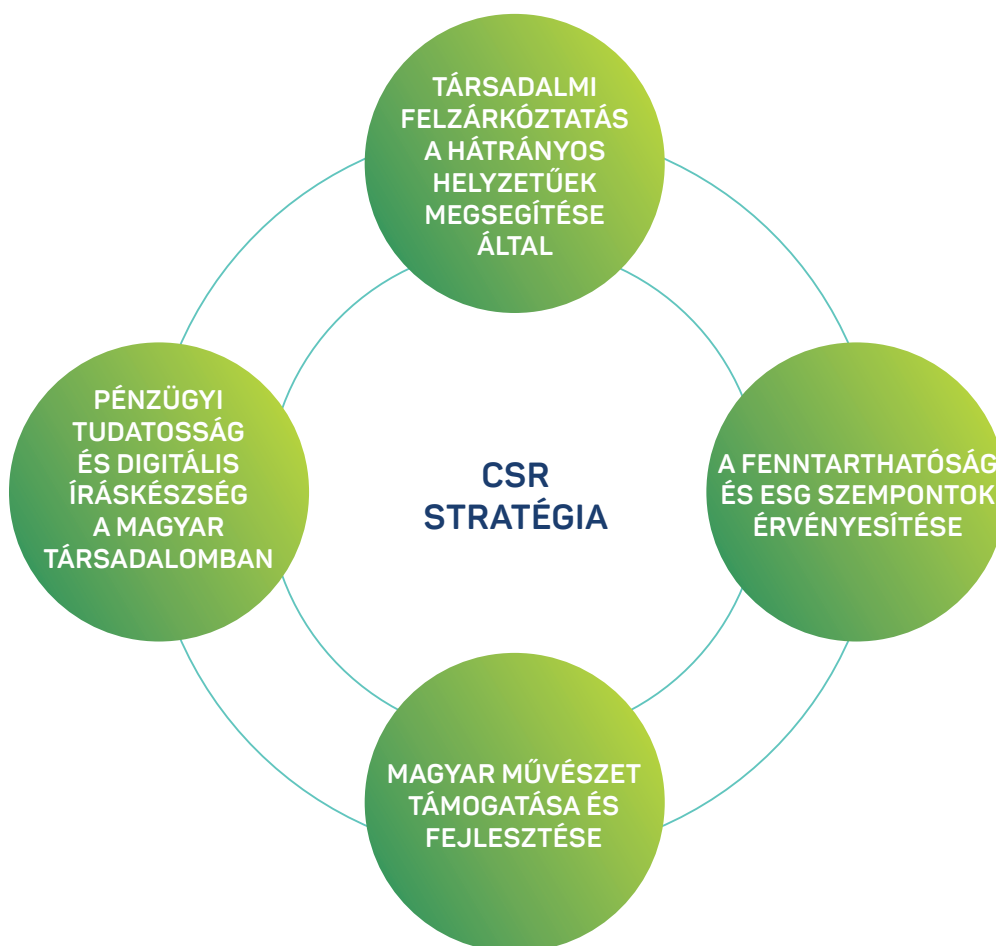 TÁRSADALMI
FELZÁRKÓZTATÁS
A HÁTRÁNYOS
HELYZETŰEK
MEGSEGÍTÉSE
ÁLTAL
PÉNZÜGYI
TUDATOSSÁG
ÉS DIGITÁLIS
ÍRÁSKÉSZSÉG
A MAGYAR
TÁRSADALOMBAN
CSR
STRATÉGIA
A FENNTARTHATÓSÁG
ÉS ESG SZEMPONTOK
ÉRVÉNYESÍTÉSE
MAGYAR MŰVÉSZET
TÁMOGATÁSA ÉS
FEJLESZTÉSE